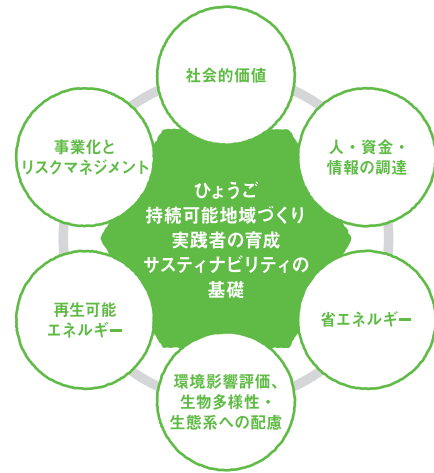 社会的価値
人・資金・
情報の調達
省エネルギー
環境影響評価、
生物多様性・
生態系への配慮
再生可能
エネルギー
事業化と
リスクマネジメント
ひょうご
持続可能地域づくり
実践者の育成
サスティナビリティの
基礎